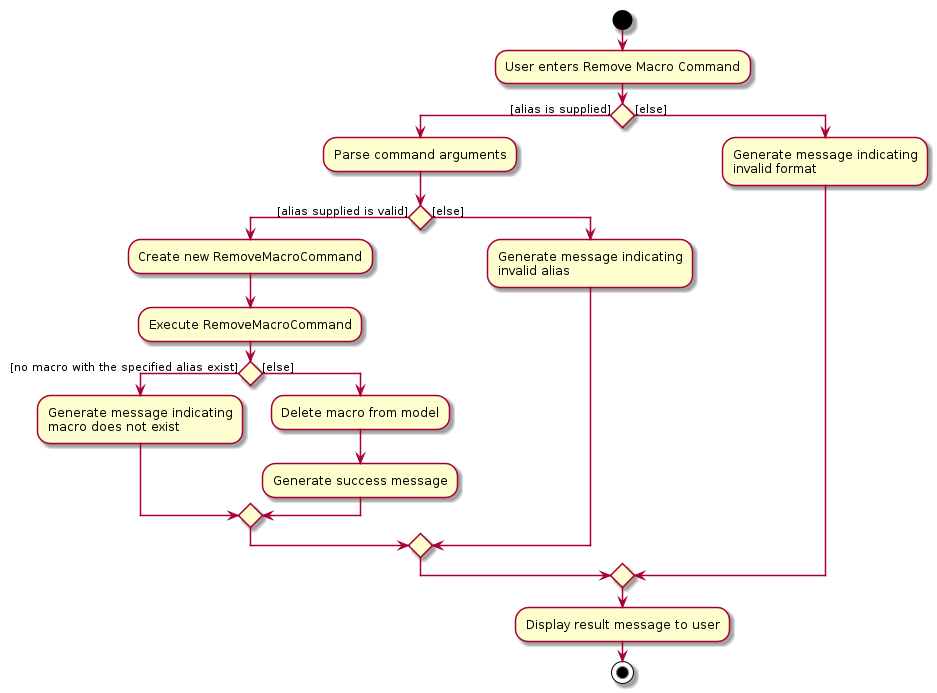 User enters Remove Macro Command
[alias is supplied]
[else]
Parse command arguments
Generate message indicating
invalid format
[alias supplied is valid]
[else]
Create new RemoveMacroCommand
Generate message indicating
invalid alias
Execute RemoveMacroCommand
[no macro with the specified alias exist]
[else]
Generate message indicating
macro does not exist
Delete macro from model
Generate success message
Display result message to user